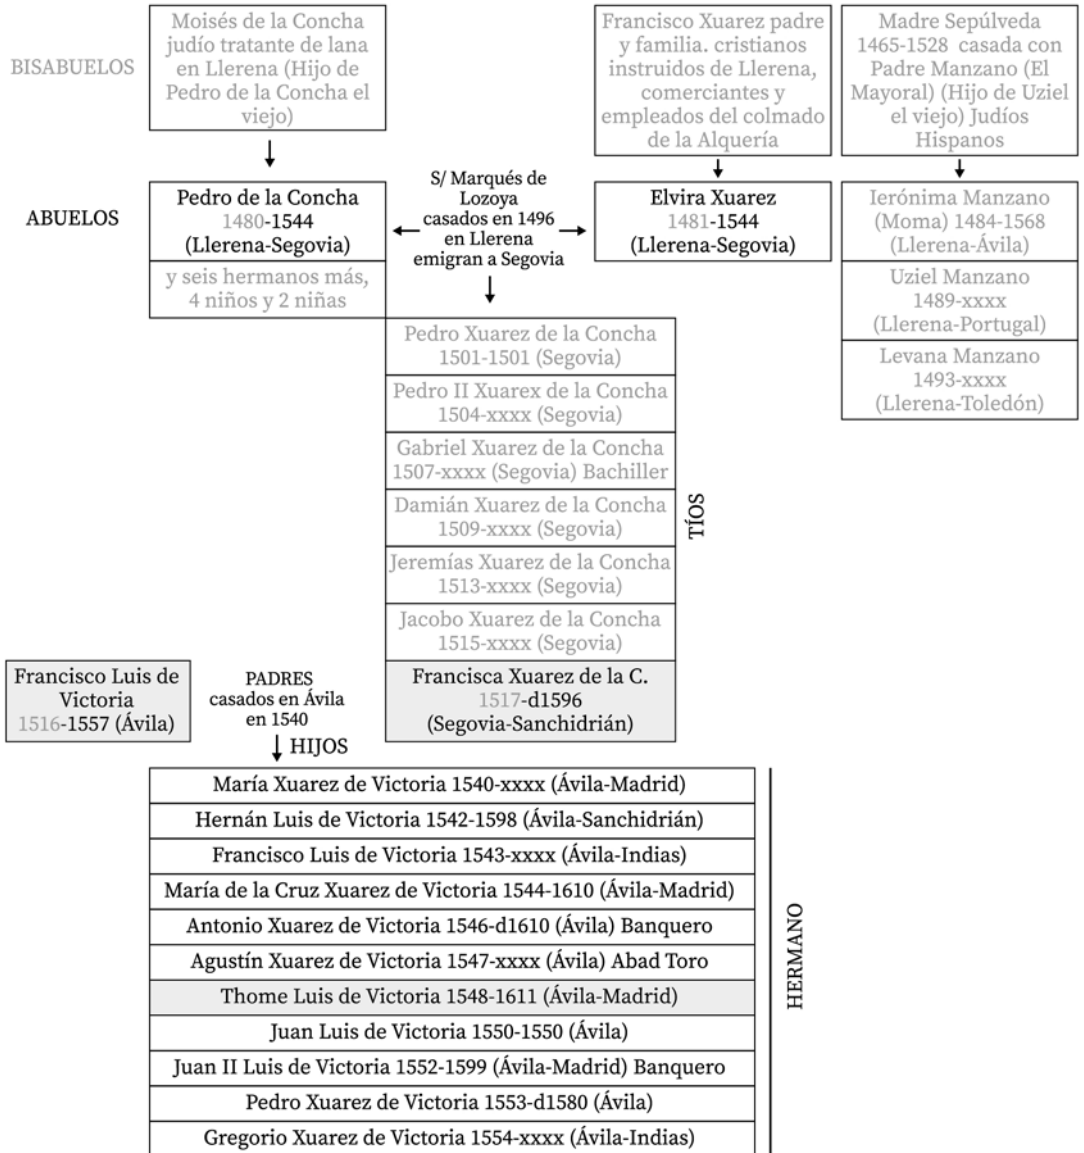 BISABUELOS
Moisés de la Concha
judío tratante de lana
en Llerena (Hijo de
Pedro de la Concha el
viejo)
Francisco Xuarez padre
y familia. cristianos
instruidos de Llerena,
comerciantes y
empleados del colmado
de la Alquería
Madre Sepúlveda
1465-1528 casada con
Padre Manzano (El
Mayoral) (Hijo de Uziel
el viejo) Judíos
Hispanos
ABUELOS
Pedro de la Concha
1480-1544
(Llerena-Segovia)
y seis hermanos más,
4 niños y 2 niñas
S/ Marqués de
Lozoya
casados en 1496
en Llerena
emigran a Segovia
Elvira Xuarez
1481-1544
(Llerena-Segovia)
Ierónima Manzano
(Moma) 1484-1568
(Llerena-Ávila)
Uziel Manzano
1489-xxxx
(Llerena-Portugal)
Levana Manzano
1493-xxxx
(Llerena-Toledón)
Pedro Xuarez de la Concha
1501-1501 (Segovia)
Pedro II Xuarex de la Concha
1504-xxxx (Segovia)
Gabriel Xuarez de la Concha
1507-xxxx (Segovia) Bachiller
Damián Xuarez de la Concha
1509-xxxx (Segovia)
Jeremías Xuarez de la Concha
1513-xxxx (Segovia)
Jacobo Xuarez de la Concha
1515-xxxx (Segovia)
TÍOS
Francisco Luis de
Victoria
1516-1557 (Ávila)
PADRES
casados en Ávila
en 1540
Francisca Xuarez de la C.
1517-d1596
(Segovia-Sanchidrián)
HIJOS
María Xuarez de Victoria 1540-xxxx (Ávila-Madrid)
Hernán Luis de Victoria 1542-1598 (Ávila-Sanchidrián)
Francisco Luis de Victoria 1543-xxxx (Ávila-Indias)
María de la Cruz Xuarez de Victoria 1544-1610 (Ávila-Madrid)
Antonio Xuarez de Victoria 1546-d1610 (Ávila) Banquero
Agustín Xuarez de Victoria 1547-xxxx (Ávila) Abad Toro
Thome Luis de Victoria 1548-1611 (Ávila-Madrid)
Juan Luis de Victoria 1550-1550 (Ávila)
Juan II Luis de Victoria 1552-1599 (Ávila-Madrid) Banquero
Pedro Xuarez de Victoria 1553-d1580 (Ávila)
Gregorio Xuarez de Victoria 1554-xxxx (Ávila-Indias)
HERMANO